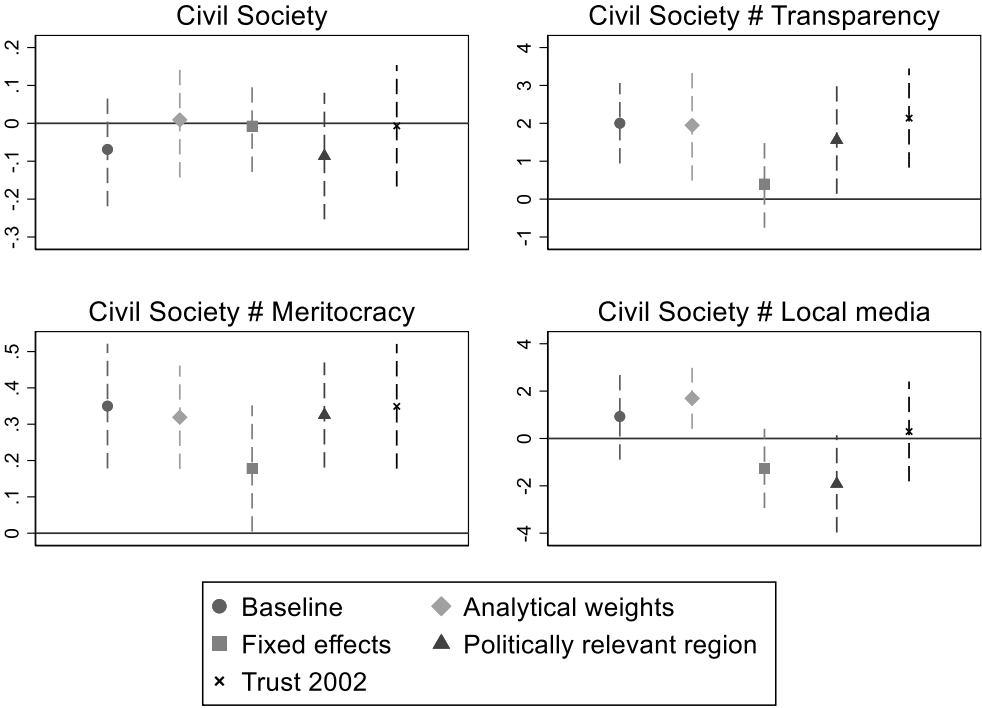 Civil Society
.2
.1
0
-.1
-.2
-.3
Civil Society # Transparency
4
3
2
1
0
-1
Civil Society # Meritocracy
.5
.4
.3
.2
.1
0
Civil Society # Local media
4
2
0
-2
-4
Baseline
Analytical weights
Fixed effects
Politically relevant region
Trust 2002